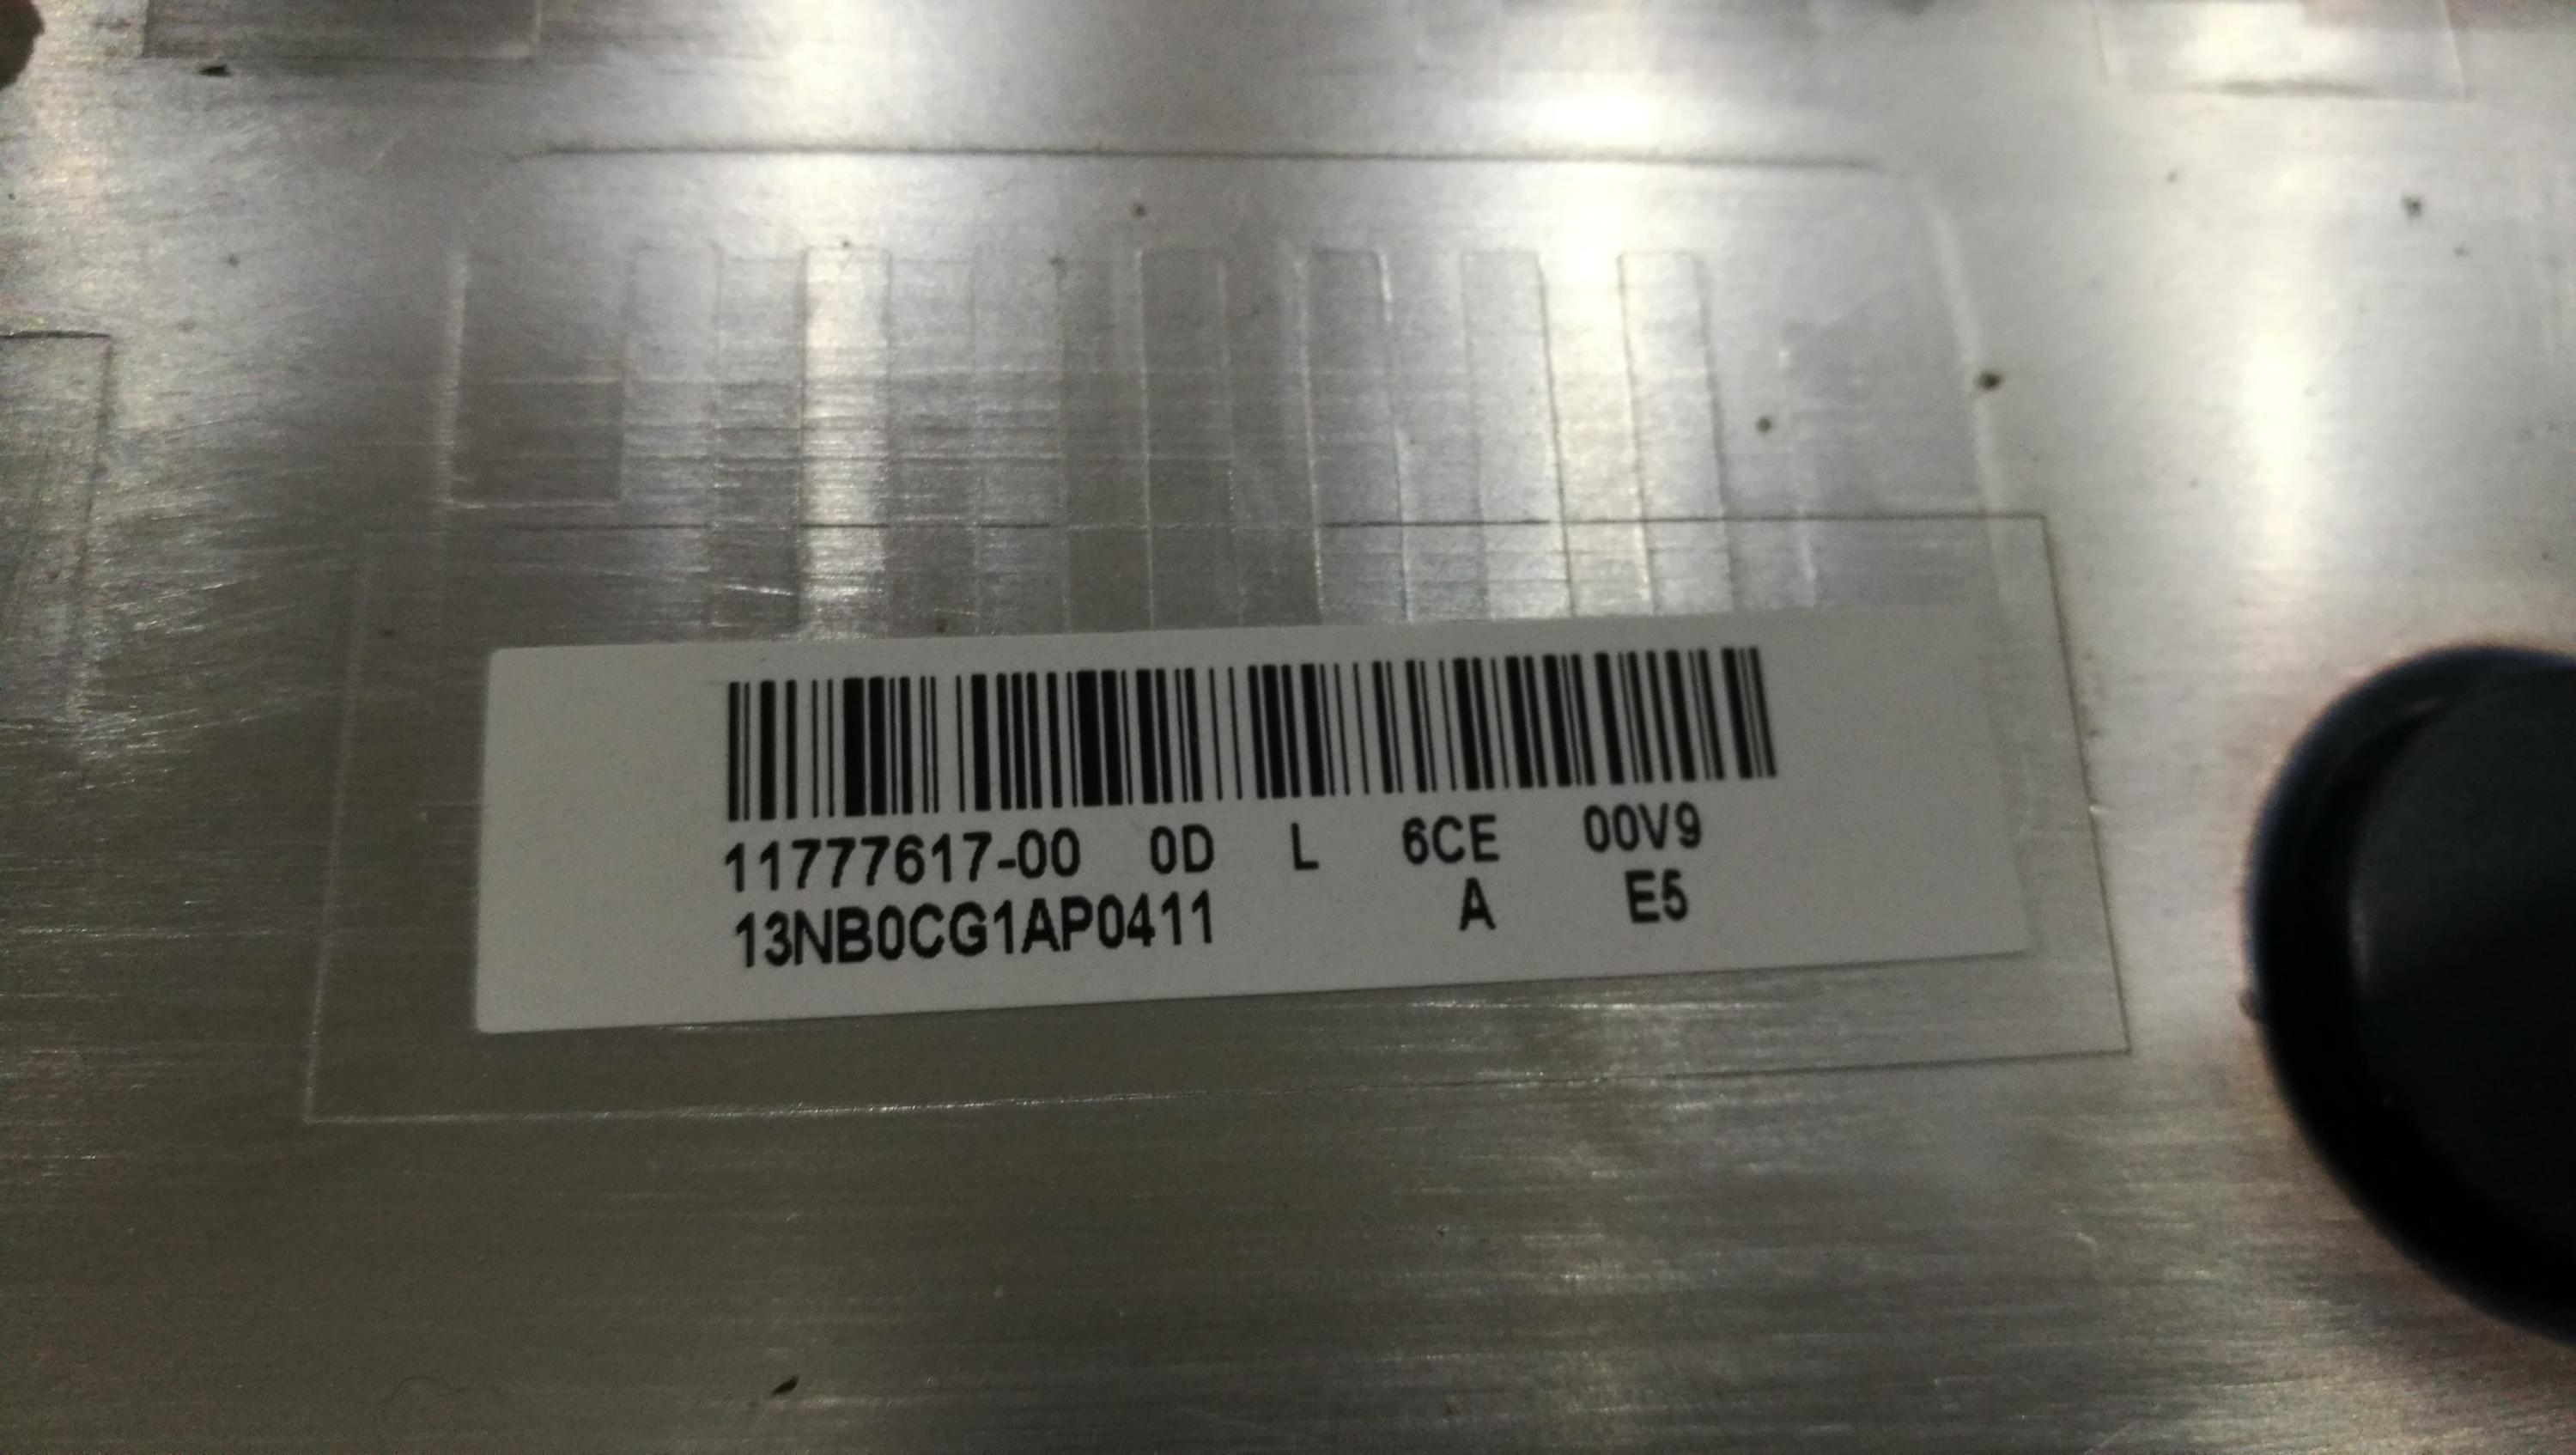 11777617-00 0D L 6CE 00V9
13NB0CG1AP0411 A E5